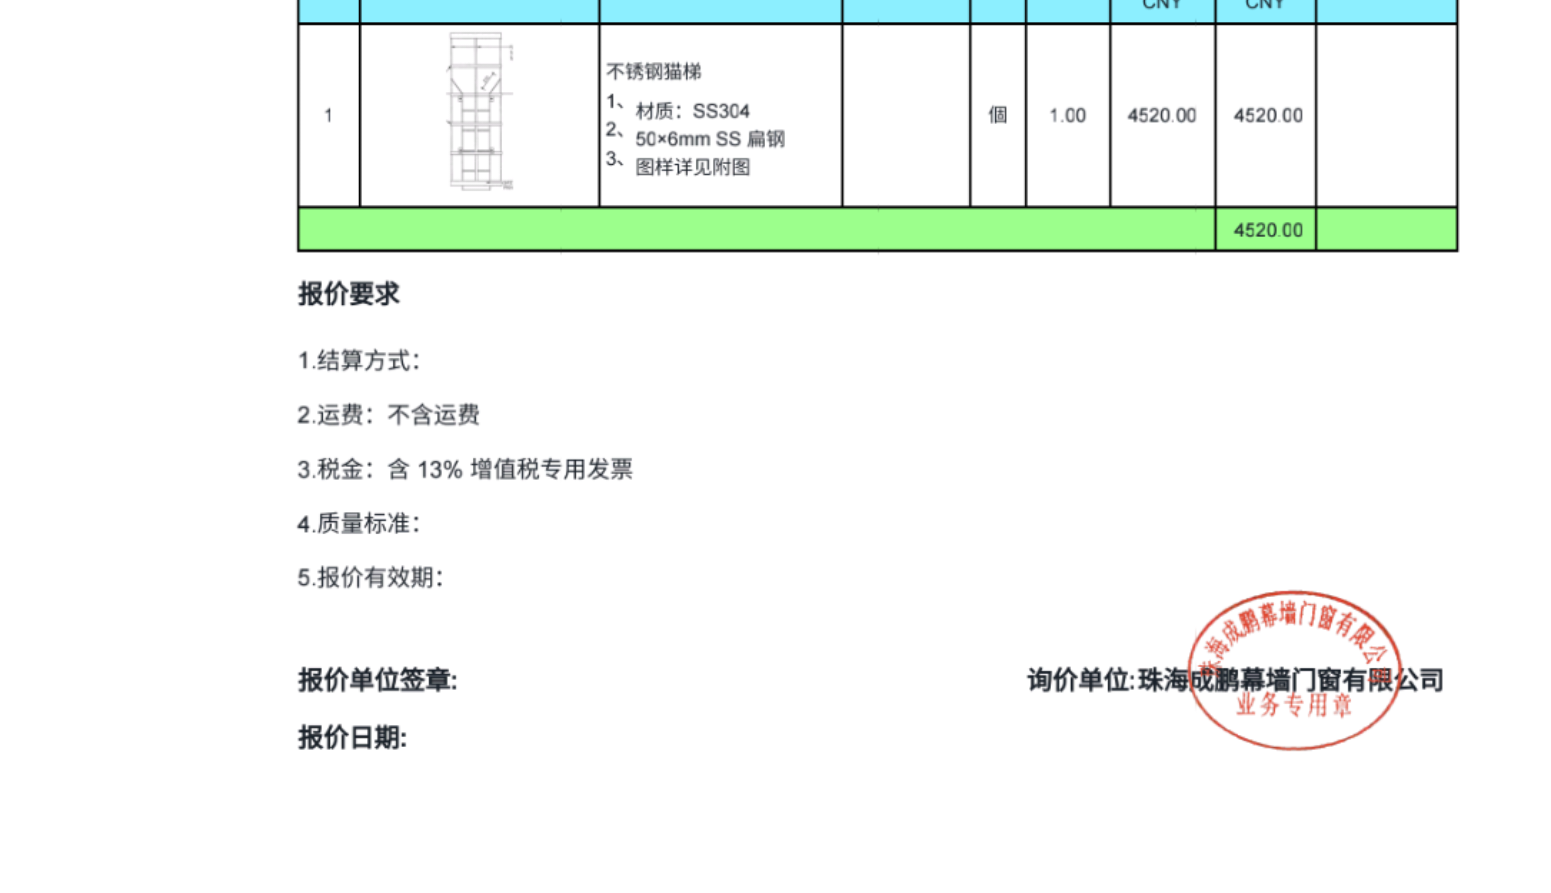 CNY CNY
1 不锈钢猫梯 個 1.00 4520.00 4520.00
1、材质：SS304
2、50×6mm SS 扁钢
3、图样详见附图
4520.00
报价要求
1.结算方式：
2.运费：不含运费
3.税金：含 13% 增值税专用发票
4.质量标准：
5.报价有效期：
报价单位签章: 询价单位:珠海成鹏幕墙门窗有限公司
珠海成鹏幕墙门窗有限公司
业务专用章
报价日期: